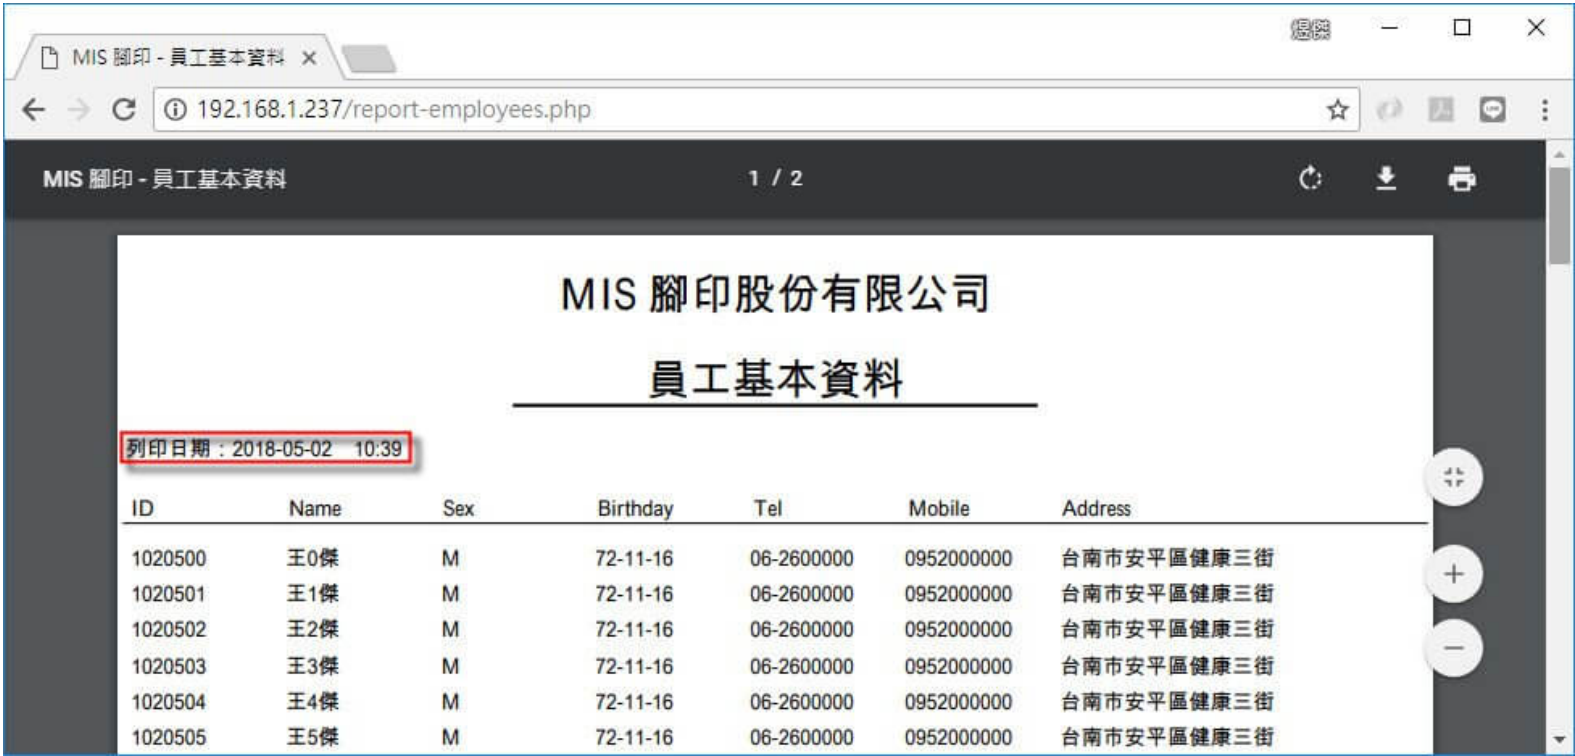 煜傑
MIS 腳印 - 員工基本資料
192.168.1.237/report-employees.php
MIS 腳印 - 員工基本資料 1 / 2
MIS 腳印股份有限公司
員工基本資料
列印日期：2018-05-02 10:39
ID Name Sex Birthday Tel Mobile Address
1020500 王0傑 M 72-11-16 06-2600000 0952000000 台南市安平區健康三街
1020501 王1傑 M 72-11-16 06-2600000 0952000000 台南市安平區健康三街
1020502 王2傑 M 72-11-16 06-2600000 0952000000 台南市安平區健康三街
1020503 王3傑 M 72-11-16 06-2600000 0952000000 台南市安平區健康三街
1020504 王4傑 M 72-11-16 06-2600000 0952000000 台南市安平區健康三街
1020505 王5傑 M 72-11-16 06-2600000 0952000000 台南市安平區健康三街